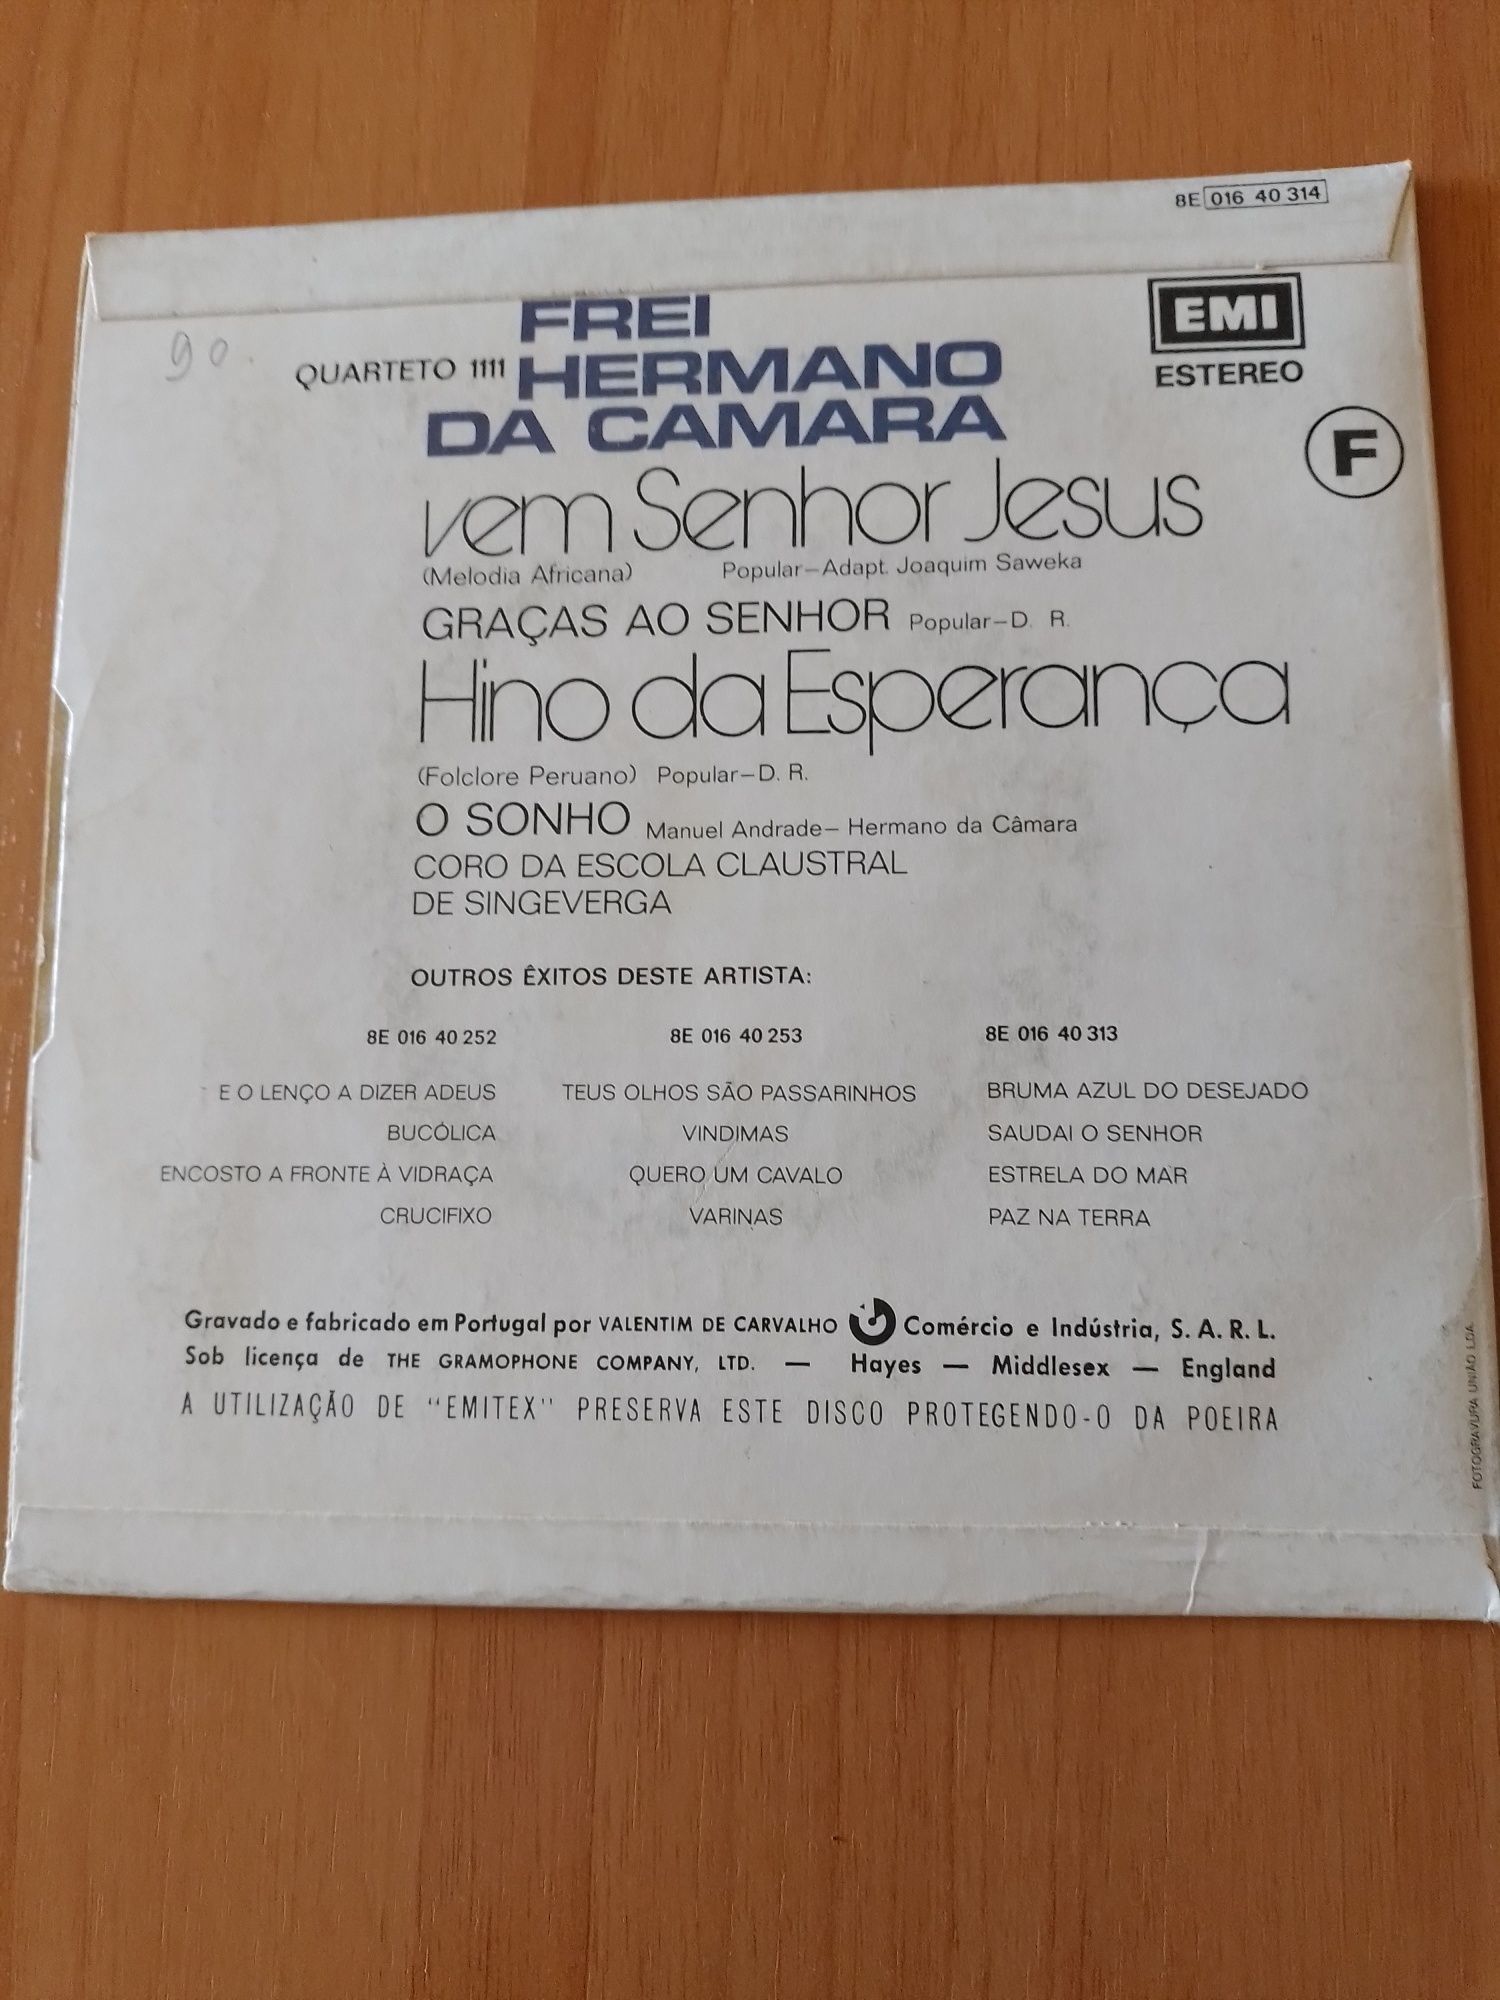 8E 016 40 314
90.
EMI
ESTEREO
F
FREI
QUARTETO 1111 HERMANO
DA CAMARA
vem Senhor Jesus
(Melodia Africana) Popular-Adapt. Joaquim Saweka
GRAÇAS AO SENHOR Popular-D. R.
Hino da Esperança
(Folclore Peruano) Popular-D. R.
O SONHO Manuel Andrade- Hermano da Câmara
CORO DA ESCOLA CLAUSTRAL
DE SINGEVERGA
OUTROS ÊXITOS DESTE ARTISTA:
8E 016 40 252
E O LENÇO A DIZER ADEUS
BUCÓLICA
ENCOSTO A FRONTE À VIDRAÇA
CRUCIFIXO
8E 016 40 253
TEUS OLHOS SÃO PASSARINHOS
VINDIMAS
QUERO UM CAVALO
VARINAS
8E 016 40 313
BRUMA AZUL DO DESEJADO
SAUDAI O SENHOR
ESTRELA DO MAR
PAZ NA TERRA
Gravado e fabricado em Portugal por VALENTIM DE CARVALHO Comércio e Indústria, S. A. R. L.
Sob licença de THE GRAMOPHONE COMPANY, LTD. — Hayes — Middlesex — England
A UTILIZAÇÃO DE "EMITEX" PRESERVA ESTE DISCO PROTEGENDO-O DA POEIRA
FOTOGRAVURA UNIÃO LDA.